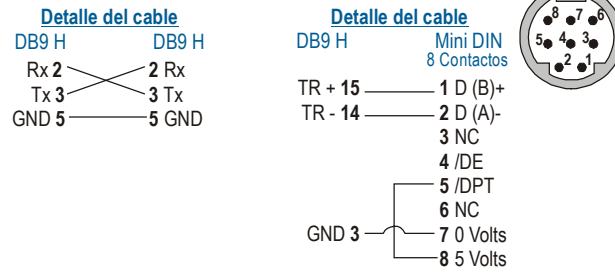 Detalle del cable
DB9 H DB9 H
Rx 2 2 Rx
Tx 3 3 Tx
GND 5 5 GND
Detalle del cable
DB9 H Mini DIN
8 Contactos
TR + 15 1 D (B)+
TR - 14 2 D (A)-
3 NC
4 /DE
5 /DPT
6 NC
GND 3 7 0 Volts
8 5 Volts
8 7 6
5 4 3
2 1